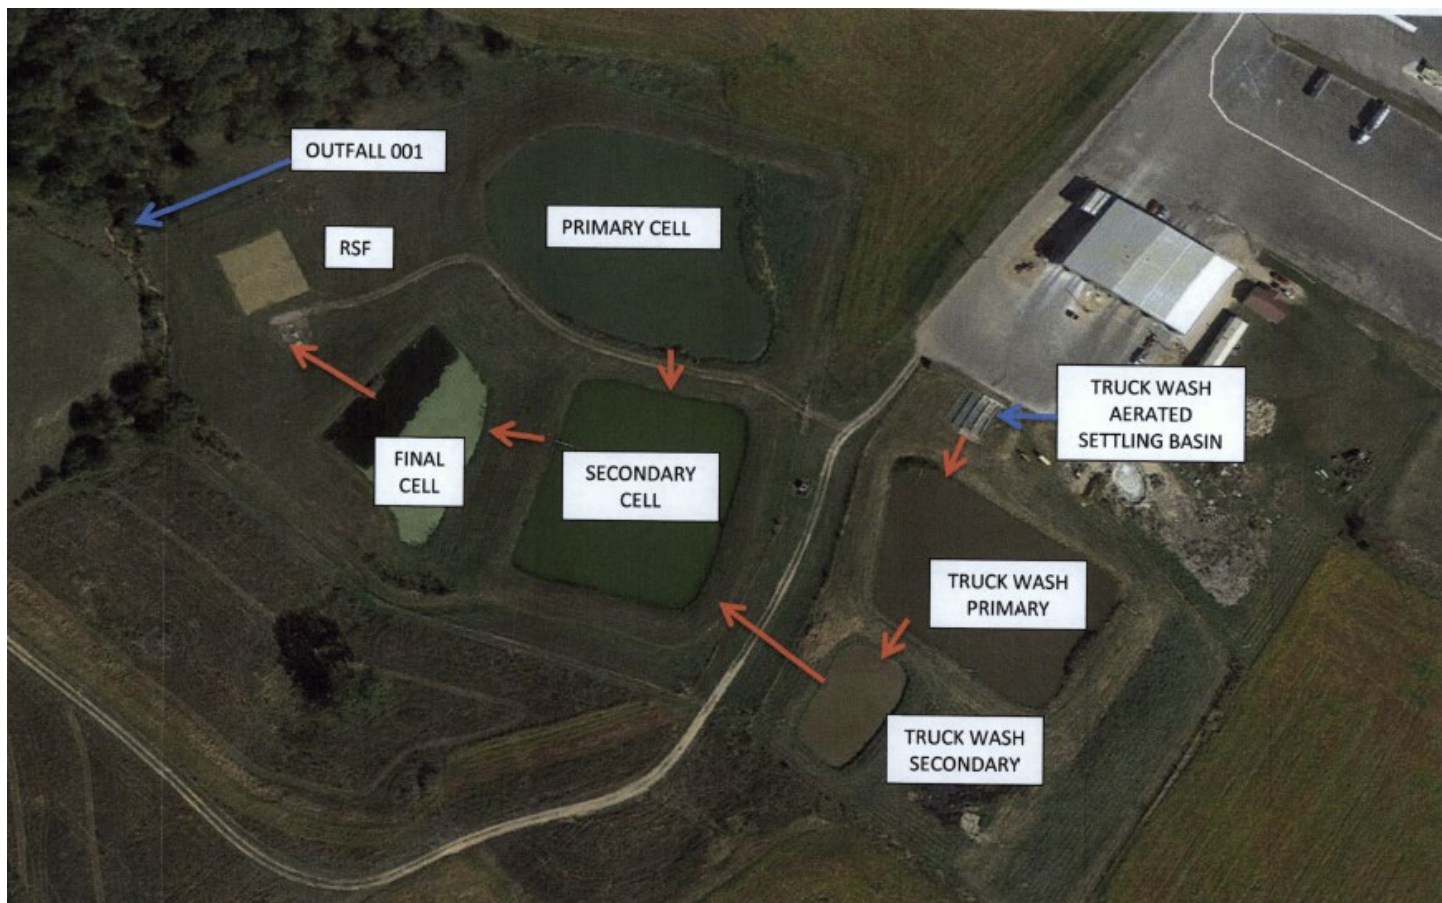 OUTFALL 001
RSF
PRIMARY CELL
FINAL
CELL
SECONDARY
CELL
TRUCK WASH
AERATED
SETTLING BASIN
TRUCK WASH
PRIMARY
TRUCK WASH
SECONDARY